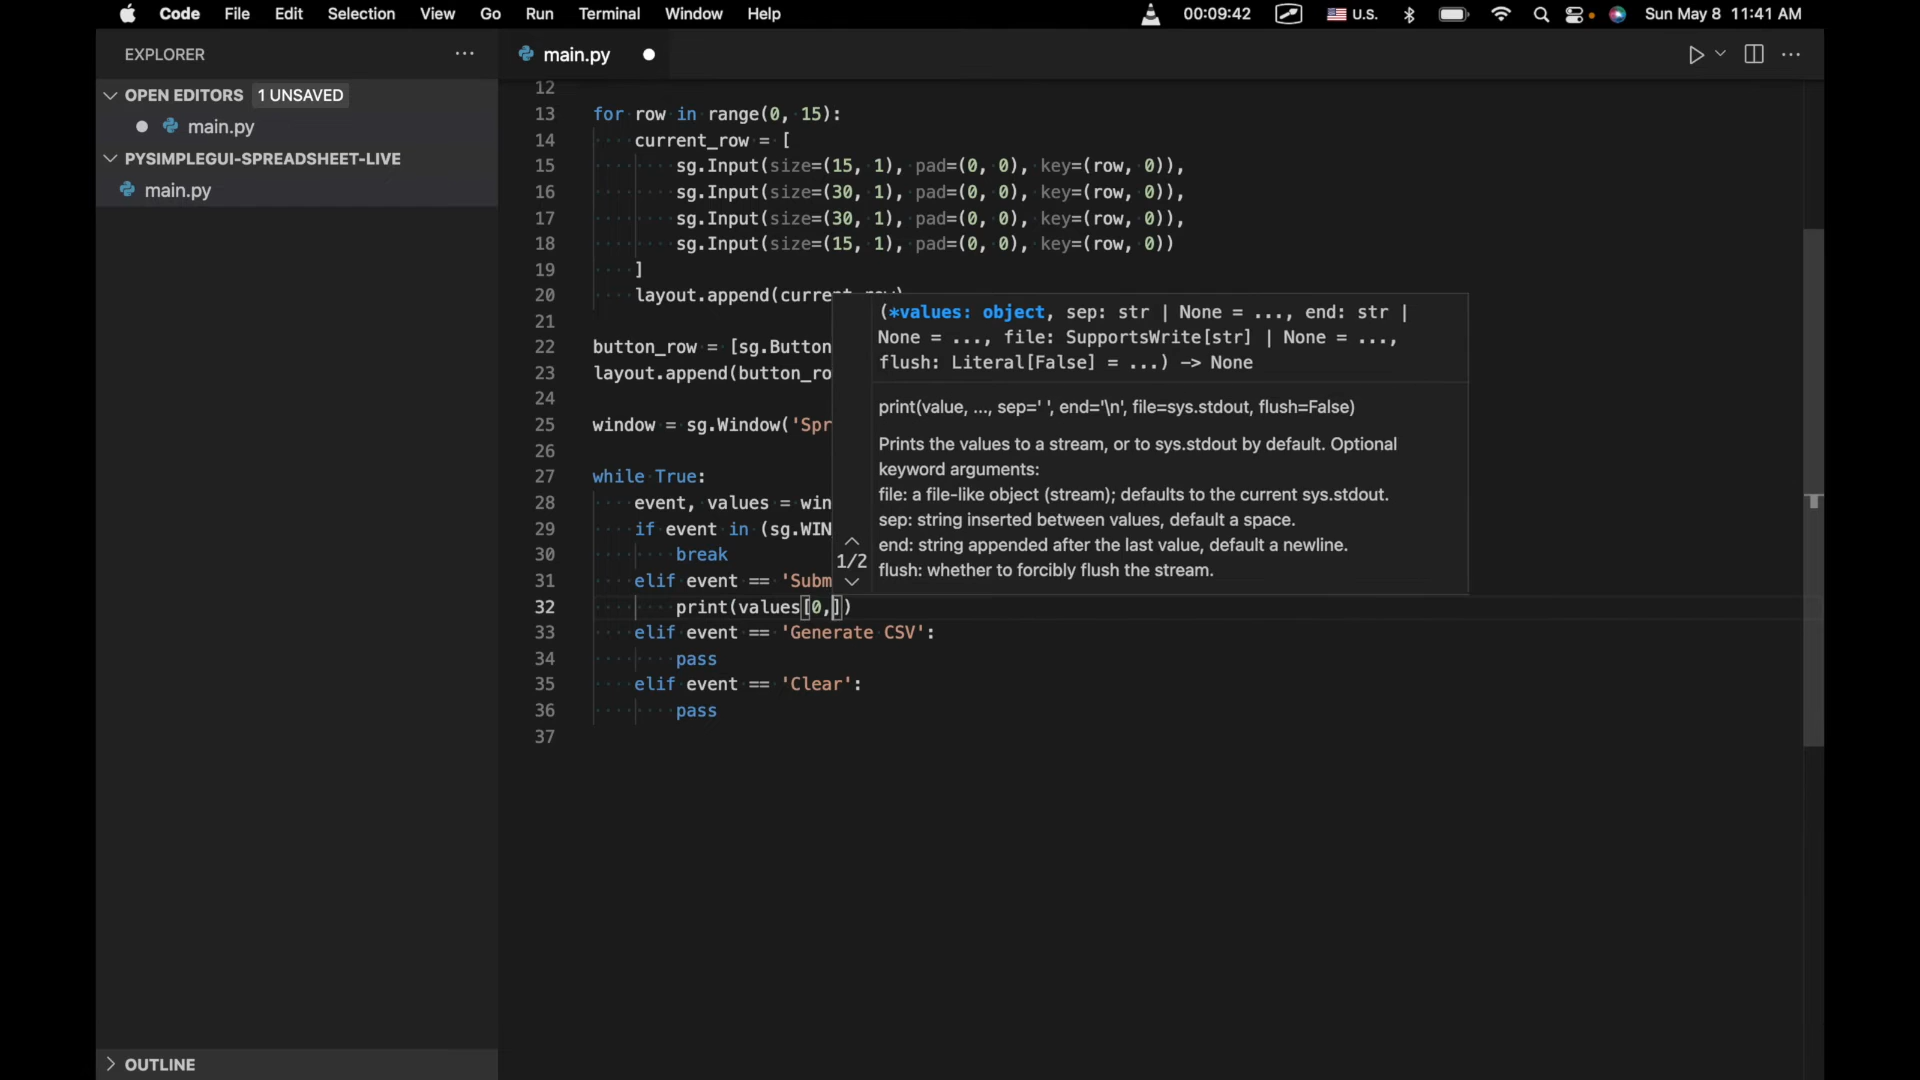 Code File Edit Selection View Go Run Terminal Window Help 00:09:42 U.S. Sun May 8 11:41 AM
EXPLORER ··· main.py ● ···
OPEN EDITORS 1 UNSAVED
main.py
PYSIMPLEGUI-SPREADSHEET-LIVE
main.py
12
13 for row in range(0, 15):
14 current_row = [
15 sg.Input(size=(15, 1), pad=(0, 0), key=(row, 0)),
16 sg.Input(size=(30, 1), pad=(0, 0), key=(row, 0)),
17 sg.Input(size=(30, 1), pad=(0, 0), key=(row, 0)),
18 sg.Input(size=(15, 1), pad=(0, 0), key=(row, 0))
19 ]
20 layout.append(current_row)
21
22 button_row = [sg.Button
23 layout.append(button_ro
24
25 window = sg.Window('Spr
26
27 while True:
28 event, values = win
29 if event in (sg.WIN
30 break
31 elif event == 'Subm
32 print(values[0,])
33 elif event == 'Generate CSV':
34 pass
35 elif event == 'Clear':
36 pass
37
(*values: object, sep: str | None = ..., end: str |
None = ..., file: SupportsWrite[str] | None = ...,
flush: Literal[False] = ...) -> None
print(value, ..., sep=' ', end='\n', file=sys.stdout, flush=False)
Prints the values to a stream, or to sys.stdout by default. Optional
keyword arguments:
file: a file-like object (stream); defaults to the current sys.stdout.
sep: string inserted between values, default a space.
end: string appended after the last value, default a newline.
flush: whether to forcibly flush the stream.
1/2
OUTLINE